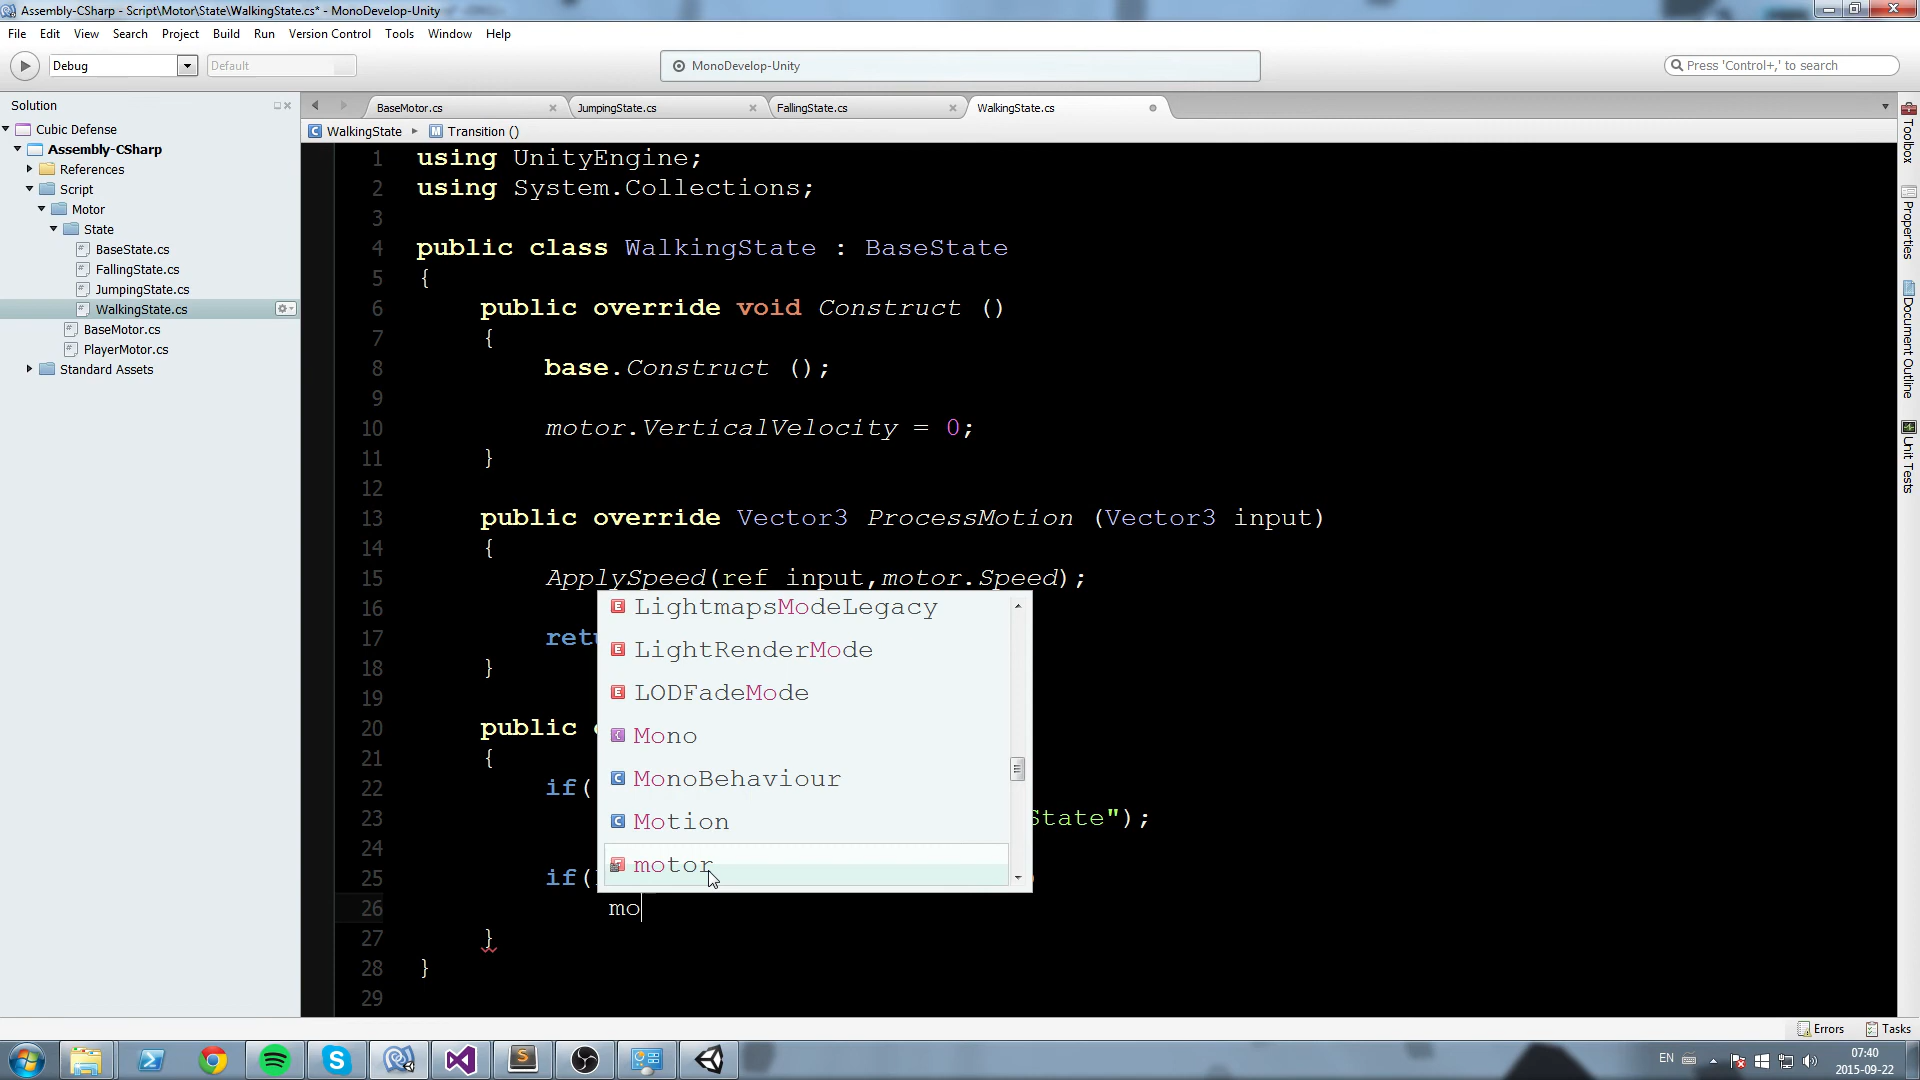 Assembly-CSharp - Script\Motor\State\WalkingState.cs* - MonoDevelop-Unity
File Edit View Search Project Build Run Version Control Tools Window Help
Debug
Default
MonoDevelop-Unity
Press 'Control+,' to search
Solution
Cubic Defense
Assembly-CSharp
References
Script
Motor
State
BaseState.cs
FallingState.cs
JumpingState.cs
WalkingState.cs
BaseMotor.cs
PlayerMotor.cs
Standard Assets
BaseMotor.cs JumpingState.cs FallingState.cs WalkingState.cs
WalkingState Transition ()
1 using UnityEngine;
2 using System.Collections;
3
4 public class WalkingState : BaseState
5 {
6 public override void Construct ()
7 {
8 base.Construct ();
9
10 motor.VerticalVelocity = 0;
11 }
12
13 public override Vector3 ProcessMotion (Vector3 input)
14 {
15 ApplySpeed(ref input,motor.Speed);
16
17 retu
18 }
19
20 public
21 {
22 if(
23 State");
24
25 if(
26 mo
27 }
28 }
29
LightmapsModeLegacy
LightRenderMode
LODFadeMode
Mono
MonoBehaviour
Motion
motor
Toolbox
Properties
Document Outline
Unit Tests
Errors Tasks
EN
07:40
2015-09-22